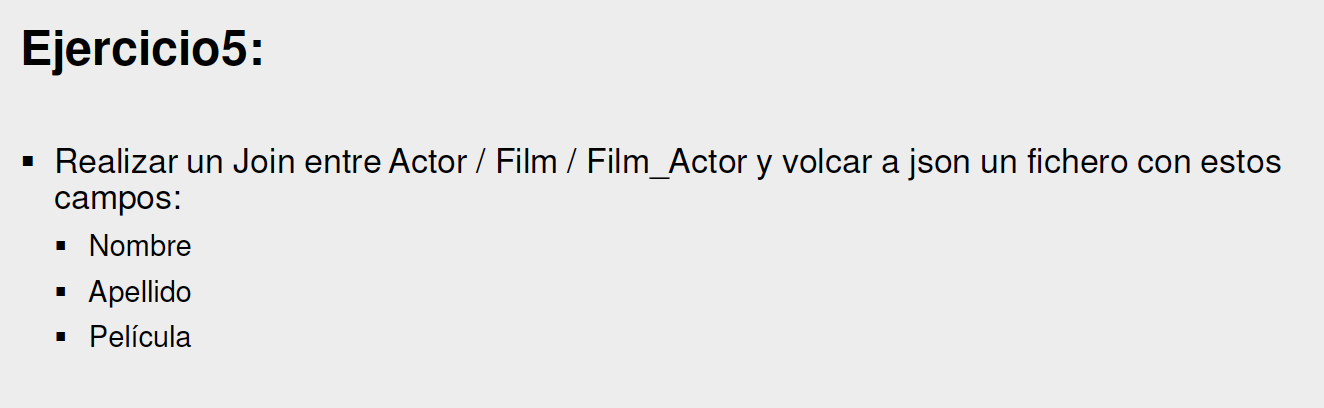 Ejercicio5:
▪ Realizar un Join entre Actor / Film / Film_Actor y volcar a json un fichero con estos
campos:
▪ Nombre
▪ Apellido
▪ Película